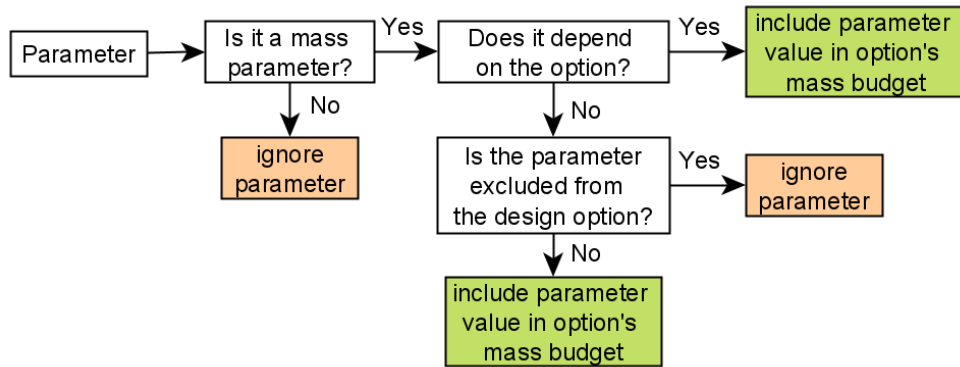 Parameter
Is it a mass
parameter?
Yes
Does it depend
on the option?
Yes
include parameter
value in option's
mass budget
No
ignore
parameter
No
Is the parameter
excluded from
the design option?
Yes
ignore
parameter
No
include parameter
value in option's
mass budget